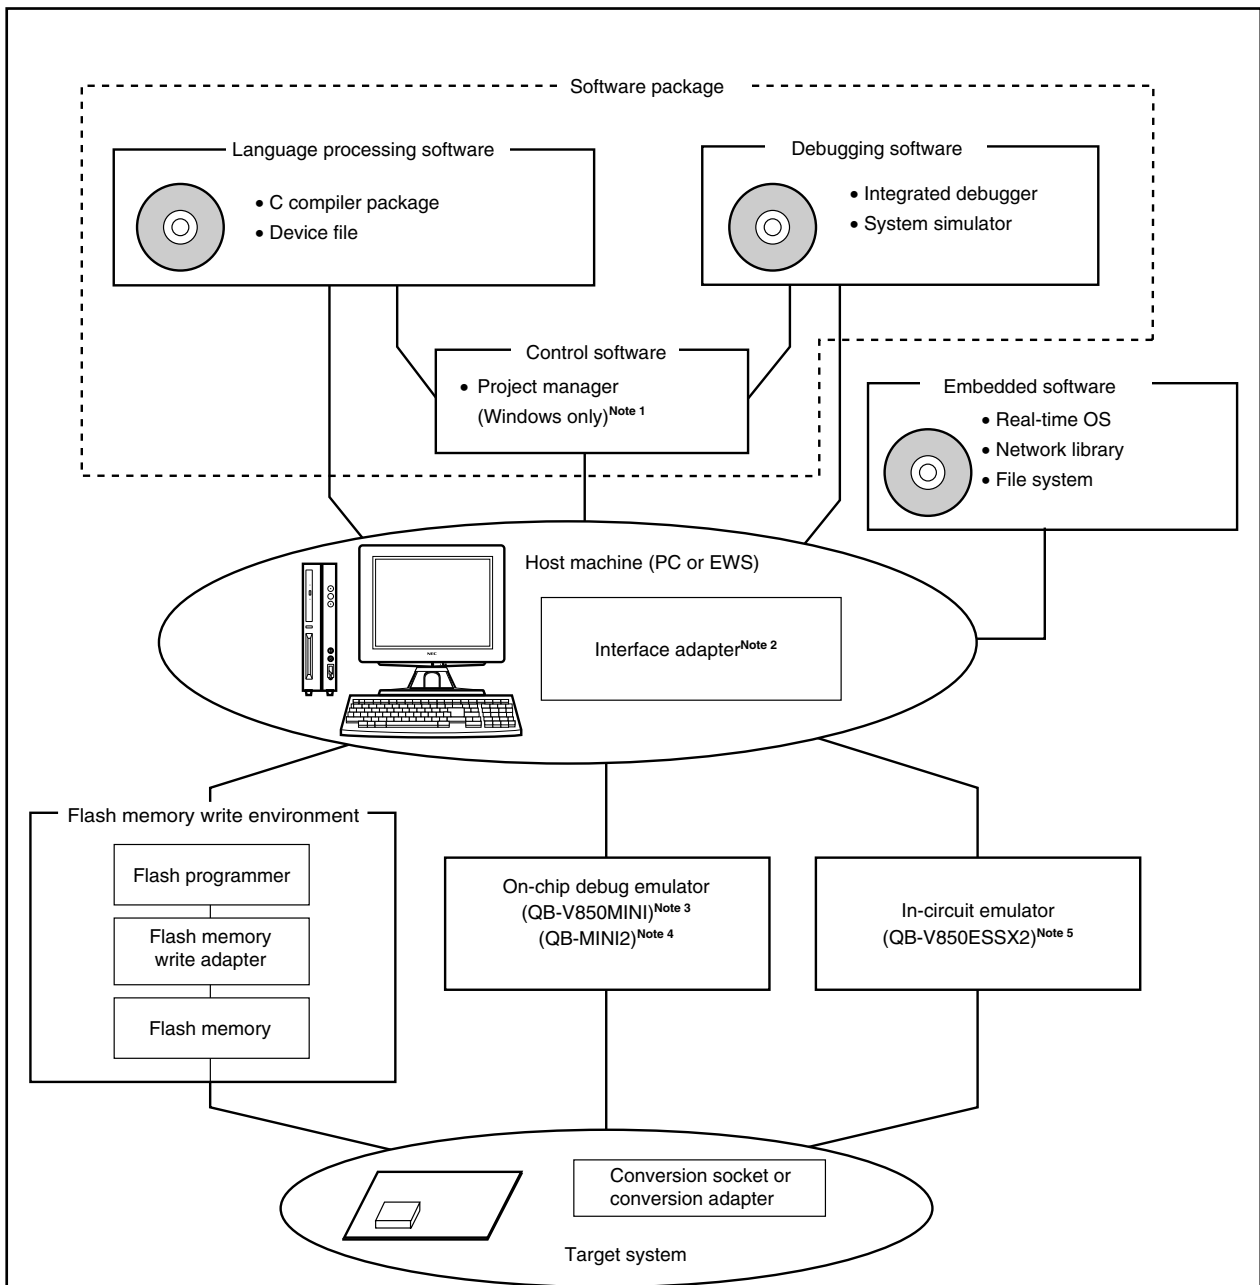 Software package
Language processing software
• C compiler package
• Device file
Debugging software
• Integrated debugger
• System simulator
Control software
• Project manager
(Windows only)Note 1
Embedded software
• Real-time OS
• Network library
• File system
Host machine (PC or EWS)
NEC
Interface adapterNote 2
Flash memory write environment
Flash programmer
Flash memory
write adapter
Flash memory
On-chip debug emulator
(QB-V850MINI)Note 3
(QB-MINI2)Note 4
In-circuit emulator
(QB-V850ESSX2)Note 5
Conversion socket or
conversion adapter
Target system